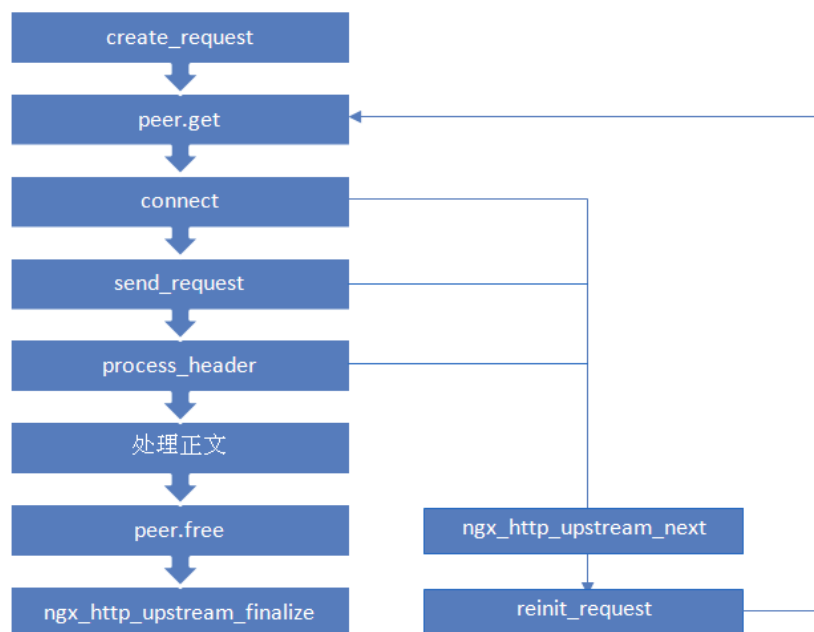 create_request
peer.get
connect
send_request
process_header
处理正文
peer.free
ngx_http_upstream_finalize
ngx_http_upstream_next
reinit_request